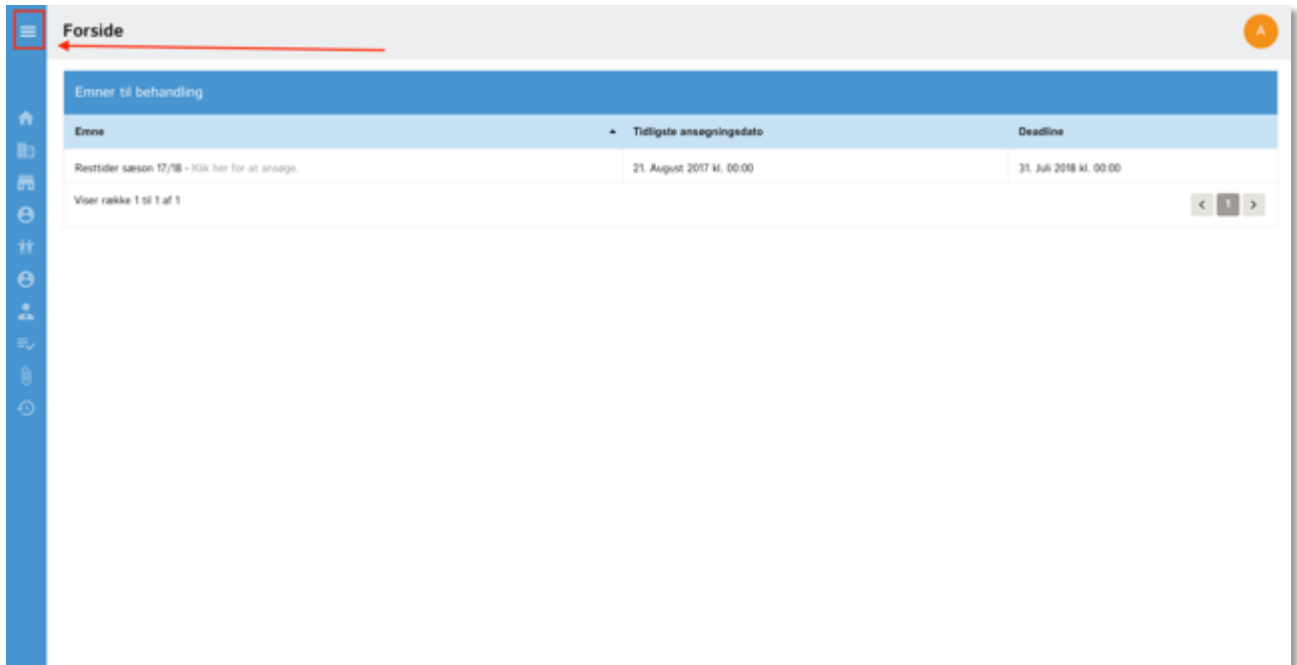 Forside
A
Emner til behandling
Emne Tidligste ansøgningsdato Deadline
Resttider sæson 17/18 - Klik her for at ansøge. 21. August 2017 kl. 00:00 31. Juli 2018 kl. 00:00
Viser række 1 til 1 af 1
1